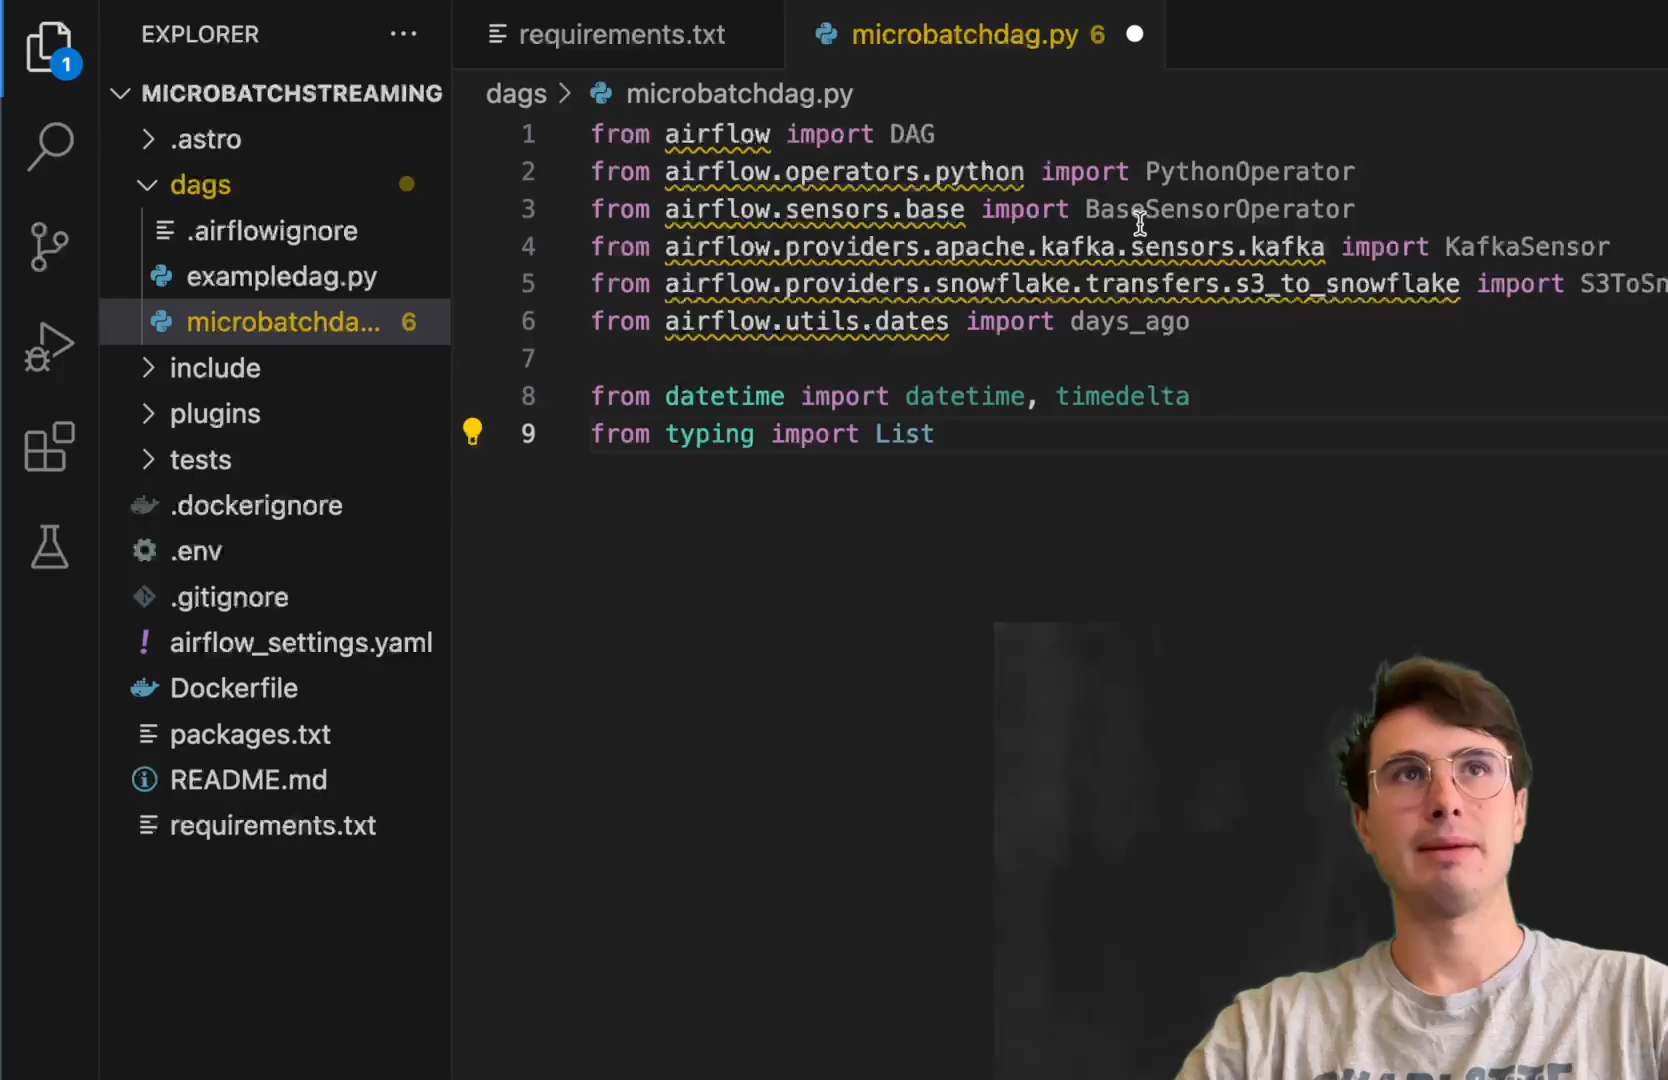 1
EXPLORER
MICROBATCHSTREAMING
.astro
dags
.airflowignore
exampledag.py
microbatchda... 6
include
plugins
tests
.dockerignore
.env
.gitignore
airflow_settings.yaml
Dockerfile
packages.txt
README.md
requirements.txt
requirements.txt
microbatchdag.py 6
dags > microbatchdag.py
1 from airflow import DAG
2 from airflow.operators.python import PythonOperator
3 from airflow.sensors.base import BaseSensorOperator
4 from airflow.providers.apache.kafka.sensors.kafka import KafkaSensor
5 from airflow.providers.snowflake.transfers.s3_to_snowflake import S3ToSn
6 from airflow.utils.dates import days_ago
7
8 from datetime import datetime, timedelta
9 from typing import List